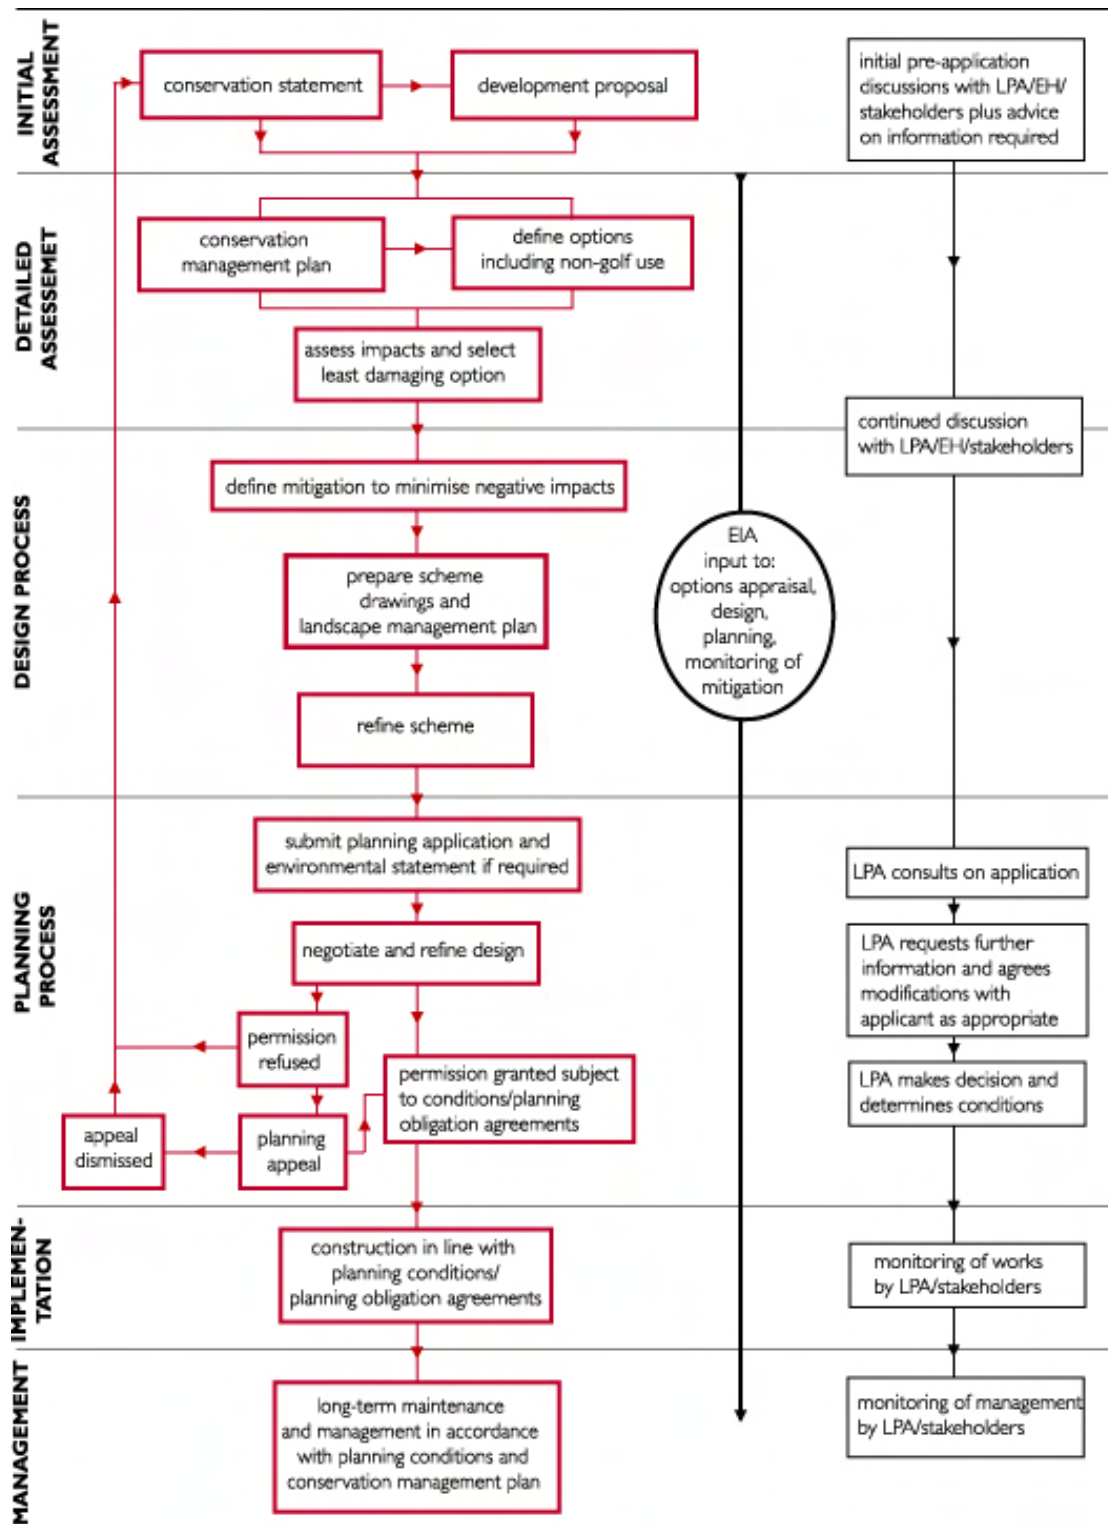 INITIAL
ASSESSMENT
conservation statement
development proposal
initial pre-application
discussions with LPA/EH/
stakeholders plus advice
on information required
DETAILED
ASSESSEMET
conservation
management plan
define options
including non-golf use
assess impacts and select
least damaging option
continued discussion
with LPA/EH/stakeholders
DESIGN PROCESS
define mitigation to minimise negative impacts
prepare scheme
drawings and
landscape management plan
refine scheme
EIA
input to:
options appraisal,
design,
planning,
monitoring of
mitigation
PLANNING
PROCESS
submit planning application and
environmental statement if required
negotiate and refine design
permission
refused
permission granted subject
to conditions/planning
obligation agreements
appeal
dismissed
planning
appeal
LPA consults on application
LPA requests further
information and agrees
modifications with
applicant as appropriate
LPA makes decision and
determines conditions
IMPLEMEN-
TATION
construction in line with
planning conditions/
planning obligation agreements
monitoring of works
by LPA/stakeholders
MANAGEMENT
long-term maintenance
and management in accordance
with planning conditions and
conservation management plan
monitoring of management
by LPA/stakeholders